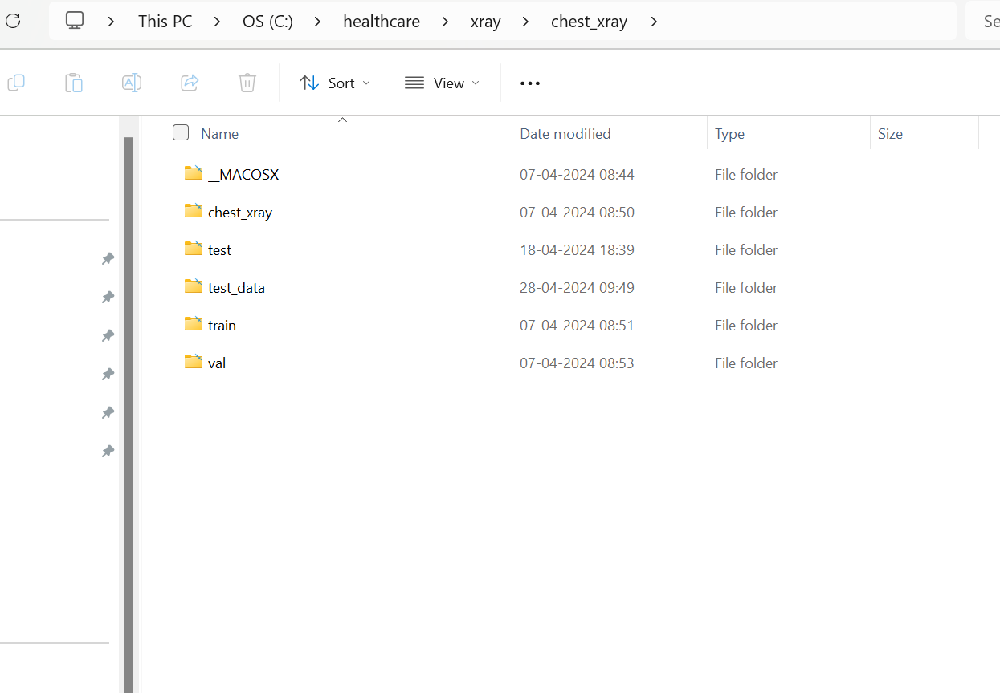 This PC > OS (C:) > healthcare > xray > chest_xray >
Se
Sort View
Name Date modified Type Size
__MACOSX 07-04-2024 08:44 File folder
chest_xray 07-04-2024 08:50 File folder
test 18-04-2024 18:39 File folder
test_data 28-04-2024 09:49 File folder
train 07-04-2024 08:51 File folder
val 07-04-2024 08:53 File folder